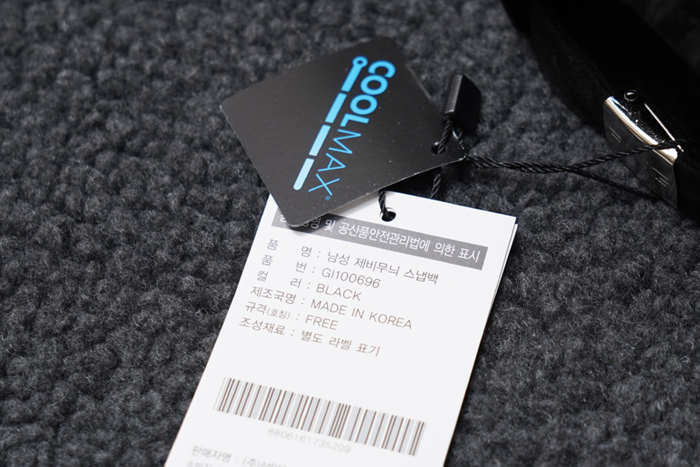 COOLMAX®
및 공산품안전관리법에 의한 표시
품 명 : 남성 제비무늬 스냅백
품 번 : GI100696
컬 러 : BLACK
제조국명 : MADE IN KOREA
규격(호칭) : FREE
조성재료 : 별도 라벨 표기
8806161735209
판매자명 :